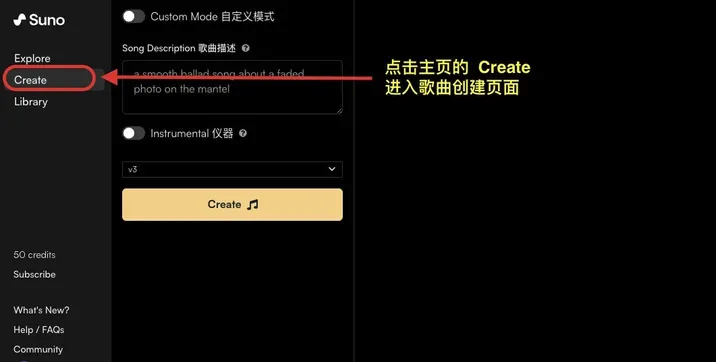 Suno
Explore
Create
Library
50 credits
Subscribe
What's New?
Help / FAQs
Community
Custom Mode 自定义模式
Song Description 歌曲描述
a smooth ballad song about a faded
photo on the mantel
Instrumental 仪器
v3
Create
点击主页的 Create
进入歌曲创建页面